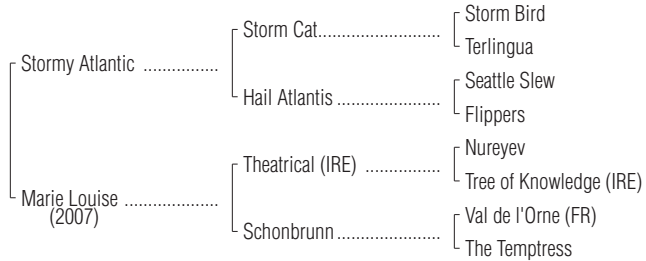 Storm Bird
Storm Cat....................................
Terlingua
Stormy Atlantic ......................
Seattle Slew
Hail Atlantis ..............................
Flippers
Nureyev
Theatrical (IRE) ......................
Tree of Knowledge (IRE)
Marie Louise ...........................
(2007)
Val de l'Orne (FR)
Schonbrunn..............................
The Temptress